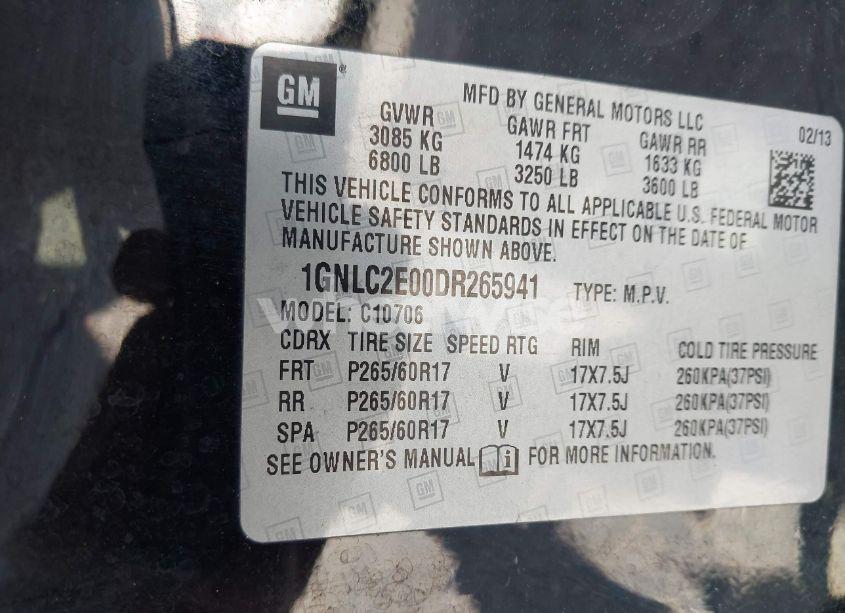 GM
MFD BY GENERAL MOTORS LLC
02/13
GVWR GAWR FRT GAWR RR
3085 KG 1474 KG 1633 KG
6800 LB 3250 LB 3600 LB
THIS VEHICLE CONFORMS TO ALL APPLICABLE U.S. FEDERAL MOTOR
VEHICLE SAFETY STANDARDS IN EFFECT ON THE DATE OF
MANUFACTURE SHOWN ABOVE.
1GNLC2E00DR265941 TYPE: M.P.V.
MODEL: C10706
CDRX TIRE SIZE SPEED RTG RIM COLD TIRE PRESSURE
FRT P265/60R17 V 17X7.5J 260KPA(37PSI)
RR P265/60R17 V 17X7.5J 260KPA(37PSI)
SPA P265/60R17 V 17X7.5J 260KPA(37PSI)
SEE OWNER'S MANUAL i FOR MORE INFORMATION.